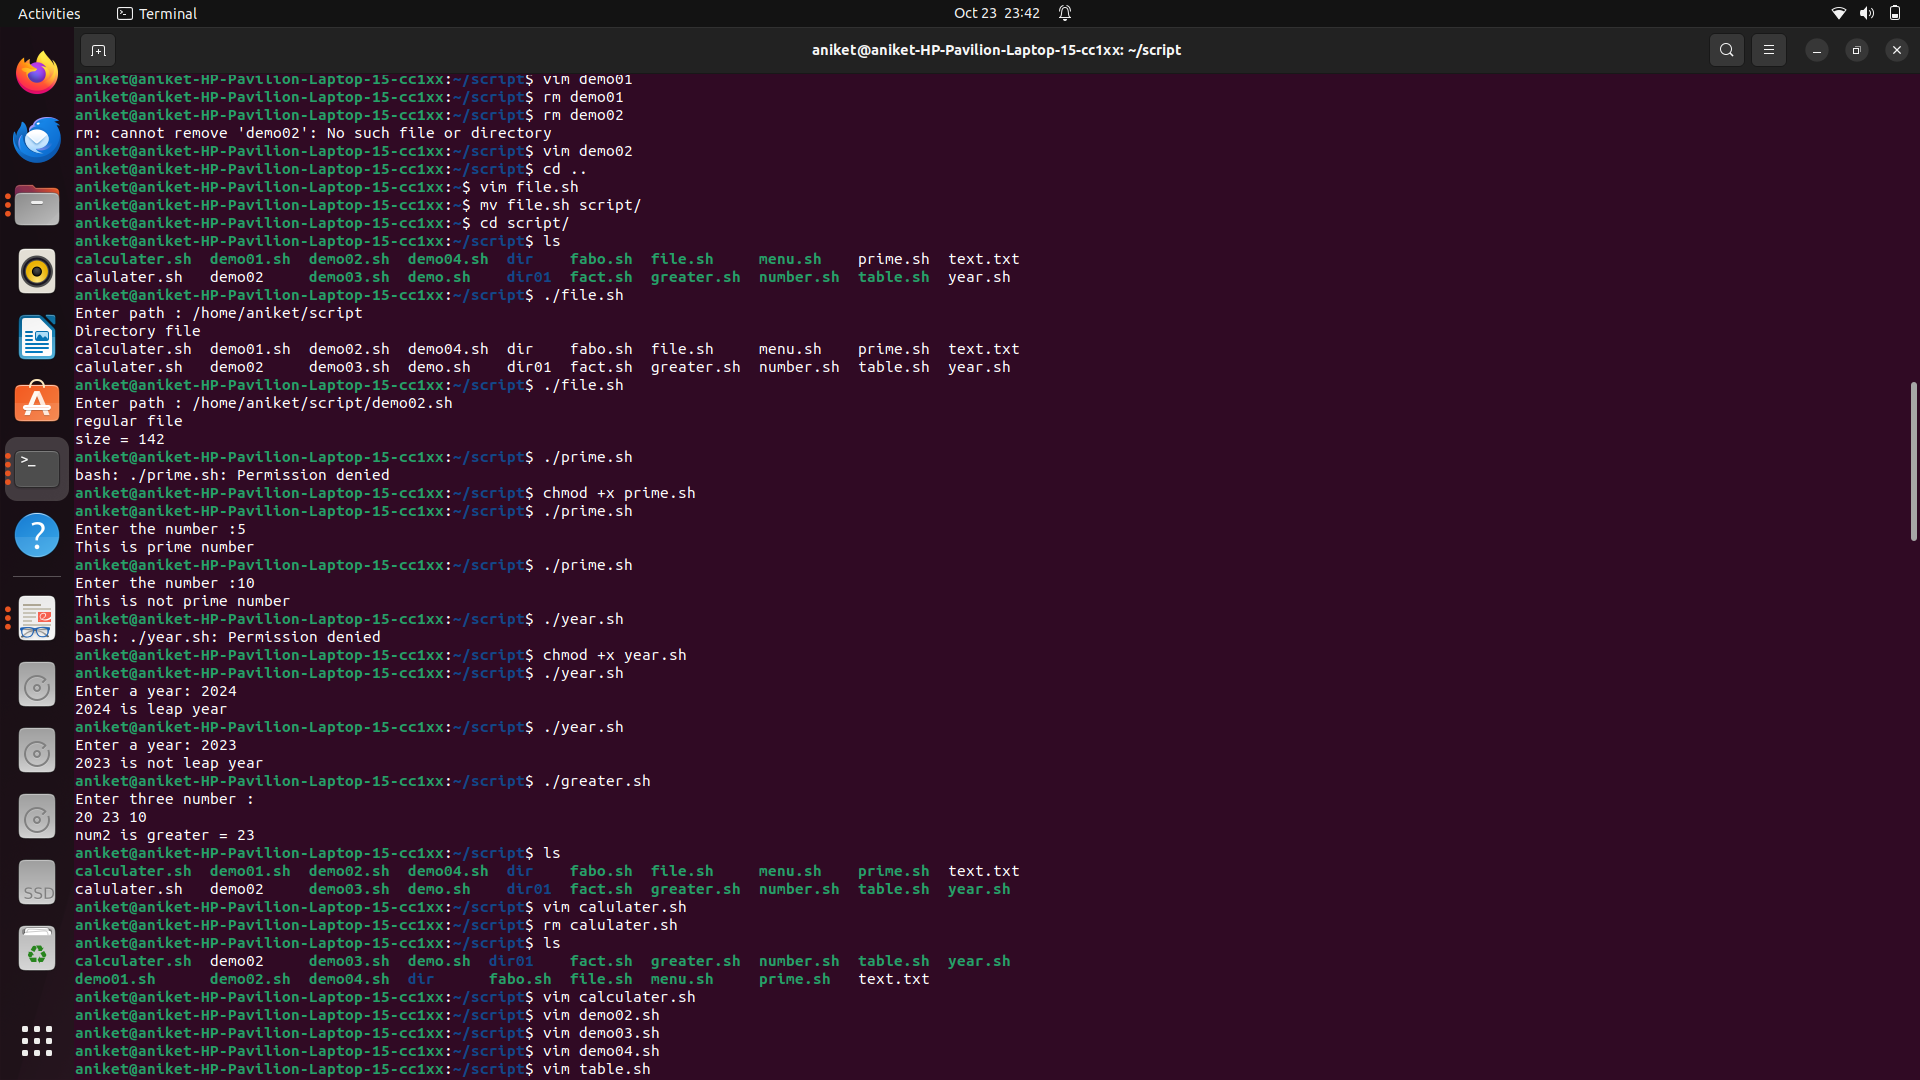 Activities Terminal Oct 23 23:42
aniket@aniket-HP-Pavilion-Laptop-15-cc1xx: ~/script
aniket@aniket-HP-Pavilion-Laptop-15-cc1xx:~/script$ vim demo01
aniket@aniket-HP-Pavilion-Laptop-15-cc1xx:~/script$ rm demo01
aniket@aniket-HP-Pavilion-Laptop-15-cc1xx:~/script$ rm demo02
rm: cannot remove 'demo02': No such file or directory
aniket@aniket-HP-Pavilion-Laptop-15-cc1xx:~/script$ vim demo02
aniket@aniket-HP-Pavilion-Laptop-15-cc1xx:~/script$ cd ..
aniket@aniket-HP-Pavilion-Laptop-15-cc1xx:~$ vim file.sh
aniket@aniket-HP-Pavilion-Laptop-15-cc1xx:~$ mv file.sh script/
aniket@aniket-HP-Pavilion-Laptop-15-cc1xx:~$ cd script/
aniket@aniket-HP-Pavilion-Laptop-15-cc1xx:~/script$ ls
calculater.sh demo01.sh demo02.sh demo04.sh dir fabo.sh file.sh menu.sh prime.sh text.txt
calulater.sh demo02 demo03.sh demo.sh dir01 fact.sh greater.sh number.sh table.sh year.sh
aniket@aniket-HP-Pavilion-Laptop-15-cc1xx:~/script$ ./file.sh
Enter path : /home/aniket/script
Directory file
calculater.sh demo01.sh demo02.sh demo04.sh dir fabo.sh file.sh menu.sh prime.sh text.txt
calulater.sh demo02 demo03.sh demo.sh dir01 fact.sh greater.sh number.sh table.sh year.sh
aniket@aniket-HP-Pavilion-Laptop-15-cc1xx:~/script$ ./file.sh
Enter path : /home/aniket/script/demo02.sh
regular file
size = 142
aniket@aniket-HP-Pavilion-Laptop-15-cc1xx:~/script$ ./prime.sh
bash: ./prime.sh: Permission denied
aniket@aniket-HP-Pavilion-Laptop-15-cc1xx:~/script$ chmod +x prime.sh
aniket@aniket-HP-Pavilion-Laptop-15-cc1xx:~/script$ ./prime.sh
Enter the number :5
This is prime number
aniket@aniket-HP-Pavilion-Laptop-15-cc1xx:~/script$ ./prime.sh
Enter the number :10
This is not prime number
aniket@aniket-HP-Pavilion-Laptop-15-cc1xx:~/script$ ./year.sh
bash: ./year.sh: Permission denied
aniket@aniket-HP-Pavilion-Laptop-15-cc1xx:~/script$ chmod +x year.sh
aniket@aniket-HP-Pavilion-Laptop-15-cc1xx:~/script$ ./year.sh
Enter a year: 2024
2024 is leap year
aniket@aniket-HP-Pavilion-Laptop-15-cc1xx:~/script$ ./year.sh
Enter a year: 2023
2023 is not leap year
aniket@aniket-HP-Pavilion-Laptop-15-cc1xx:~/script$ ./greater.sh
Enter three number :
20 23 10
num2 is greater = 23
aniket@aniket-HP-Pavilion-Laptop-15-cc1xx:~/script$ ls
calculater.sh demo01.sh demo02.sh demo04.sh dir fabo.sh file.sh menu.sh prime.sh text.txt
calulater.sh demo02 demo03.sh demo.sh dir01 fact.sh greater.sh number.sh table.sh year.sh
aniket@aniket-HP-Pavilion-Laptop-15-cc1xx:~/script$ vim calulater.sh
aniket@aniket-HP-Pavilion-Laptop-15-cc1xx:~/script$ rm calulater.sh
aniket@aniket-HP-Pavilion-Laptop-15-cc1xx:~/script$ ls
calculater.sh demo02 demo03.sh demo.sh dir01 fact.sh greater.sh number.sh table.sh year.sh
demo01.sh demo02.sh demo04.sh dir fabo.sh file.sh menu.sh prime.sh text.txt
aniket@aniket-HP-Pavilion-Laptop-15-cc1xx:~/script$ vim calculater.sh
aniket@aniket-HP-Pavilion-Laptop-15-cc1xx:~/script$ vim demo02.sh
aniket@aniket-HP-Pavilion-Laptop-15-cc1xx:~/script$ vim demo03.sh
aniket@aniket-HP-Pavilion-Laptop-15-cc1xx:~/script$ vim demo04.sh
aniket@aniket-HP-Pavilion-Laptop-15-cc1xx:~/script$ vim table.sh
SSD